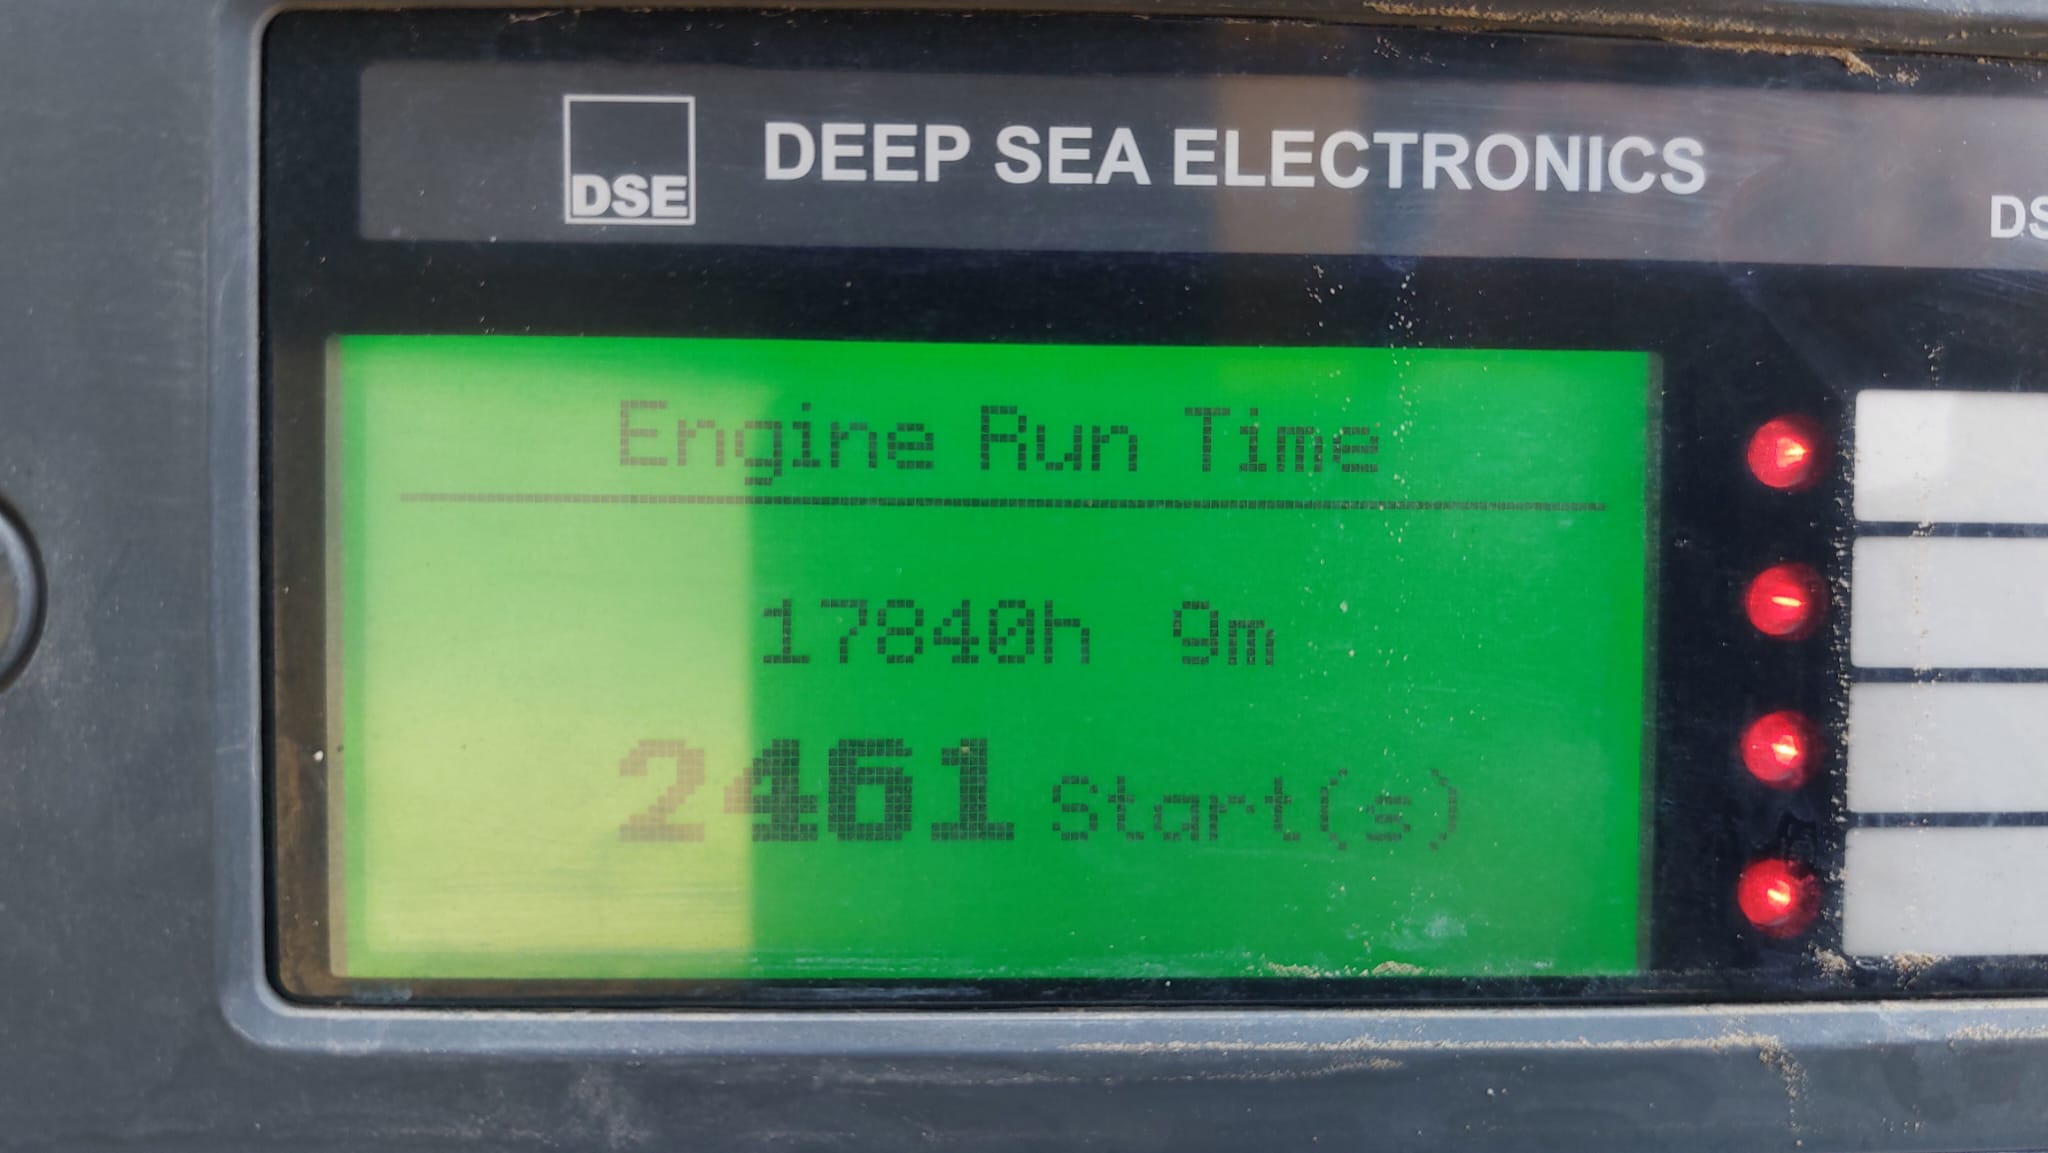 DSE
DEEP SEA ELECTRONICS
DS
Engine Run Time
17840h 9m
2461 Start(s)